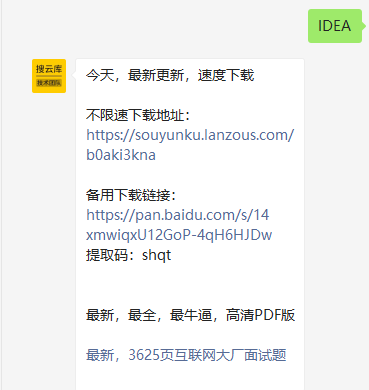 IDEA
搜云库
技术团队
今天，最新更新，速度下载
不限速下载地址：
https://souyunku.lanzous.com/
b0aki3kna
备用下载链接：
https://pan.baidu.com/s/14
xmwiqxU12GoP-4qH6HJDw
提取码：shqt
最新，最全，最牛逼，高清PDF版
最新，3625页互联网大厂面试题